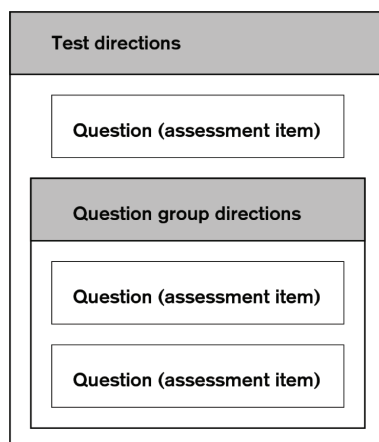 Test directions
Question (assessment item)
Question group directions
Question (assessment item)
Question (assessment item)